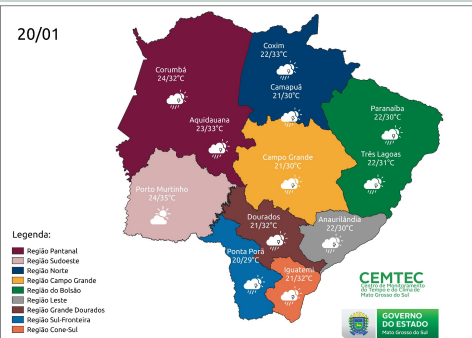 20/01
Coxim
22/33°C
Corumbá
24/32°C
Camapuã
21/30°C
Paranaíba
22/30°C
Aquidauana
23/33°C
Três Lagoas
22/31°C
Campo Grande
21/30°C
Porto Murtinho
24/35°C
Dourados
21/32°C
Anaurilândia
22/30°C
Ponta Porã
20/29°C
Iguatemi
21/32°C
Legenda:
Região Pantanal
Região Sudoeste
Região Norte
Região Campo Grande
Região do Bolsão
Região Leste
Região Grande Dourados
Região Sul-Fronteira
Região Cone-Sul
CEMTEC
Centro de Monitoramento
do Tempo e do Clima de
Mato Grosso do Sul
GOVERNO
DO ESTADO
Mato Grosso do Sul